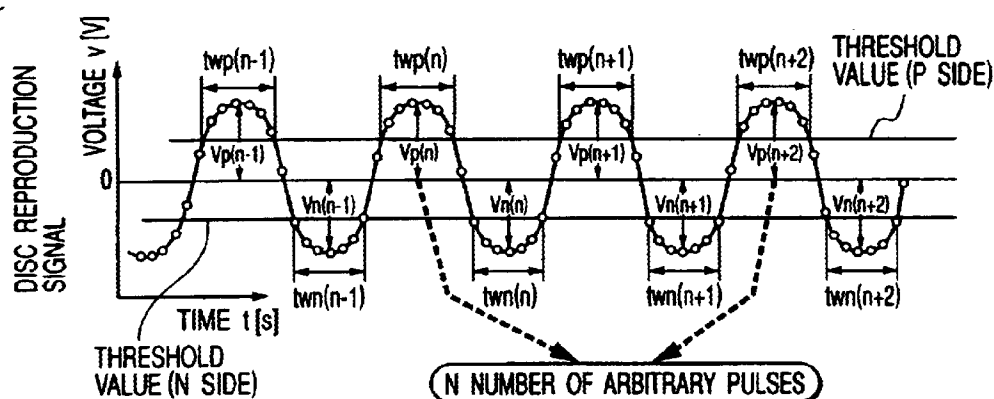 twp(n-1) twp(n) twp(n+1) twp(n+2)
THRESHOLD
VALUE (P SIDE)
DISC REPRODUCTION
SIGNAL
VOLTAGE v [V]
Vp(n-1) Vp(n) Vp(n+1) Vp(n+2)
0
Vn(n-1) Vn(n) Vn(n+1) Vn(n+2)
twn(n-1) twn(n) twn(n+1) twn(n+2)
TIME t [s]
THRESHOLD
VALUE (N SIDE)
N NUMBER OF ARBITRARY PULSES